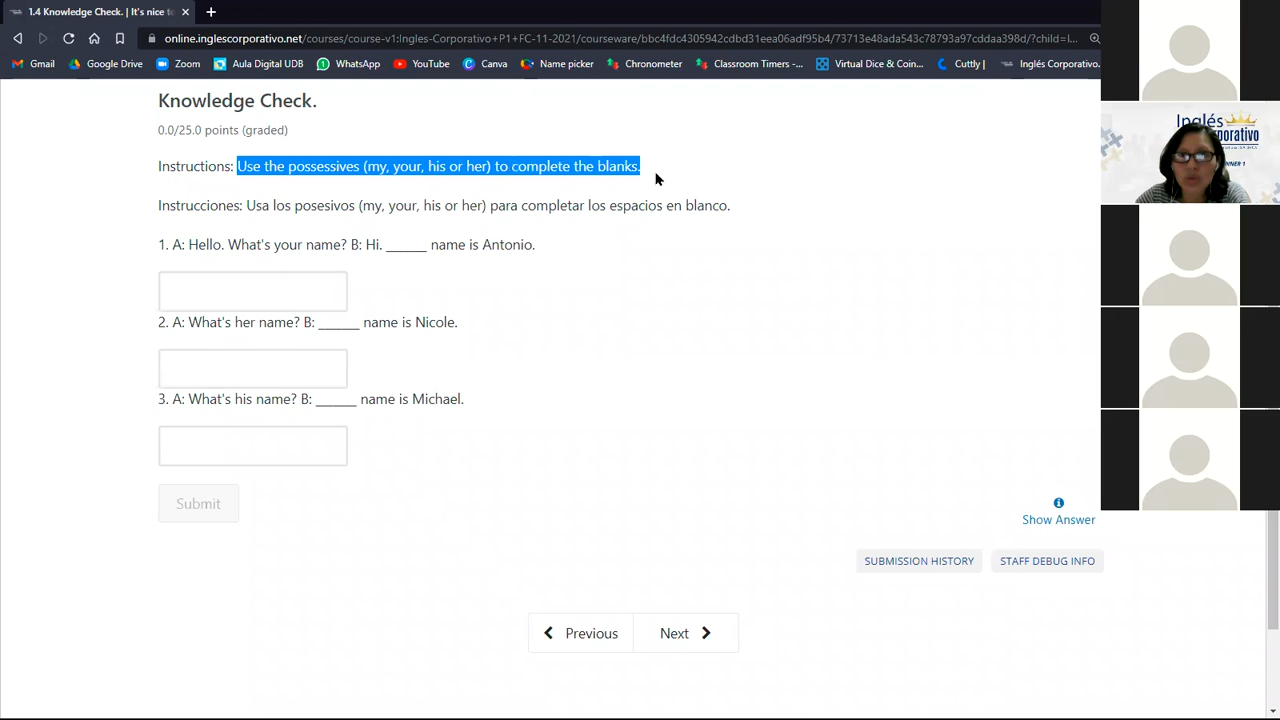 1.4 Knowledge Check. | It's nice to
online.inglescorporativo.net/courses/course-v1:Ingles-Corporativo+P1+FC-11-2021/courseware/bbc4fdc4305942cdbd31eea06adf95b4/77f13e48ada543c78793a97cddaa398d/?child=l...
Gmail Google Drive Zoom Aula Digital UDB WhatsApp YouTube Canva Name picker Chronometer Classroom Timers -... Virtual Dice & Coin... Cuttly | Inglés Corporativo.
Knowledge Check.
0.0/25.0 points (graded)
Instructions: Use the possessives (my, your, his or her) to complete the blanks.
Instrucciones: Usa los posesivos (my, your, his or her) para completar los espacios en blanco.
1. A: Hello. What's your name? B: Hi. ______ name is Antonio.
2. A: What's her name? B: ______ name is Nicole.
3. A: What's his name? B: ______ name is Michael.
Submit
Show Answer
SUBMISSION HISTORY STAFF DEBUG INFO
Previous Next
Inglés